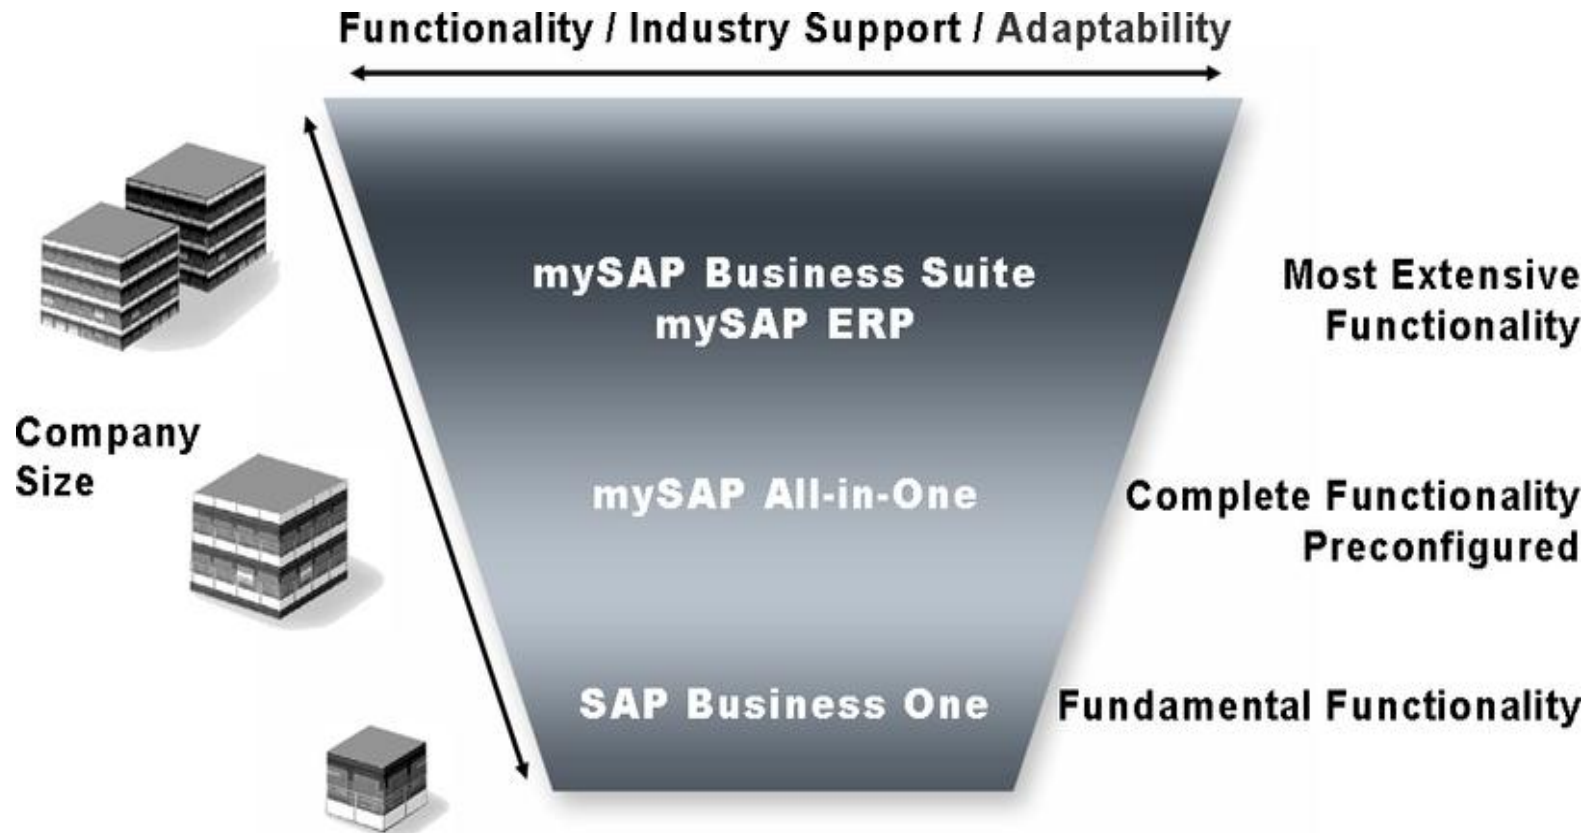 Functionality / Industry Support / Adaptability
mySAP Business Suite
mySAP ERP
Most Extensive
Functionality
Company
Size
mySAP All-in-One
Complete Functionality
Preconfigured
SAP Business One
Fundamental Functionality